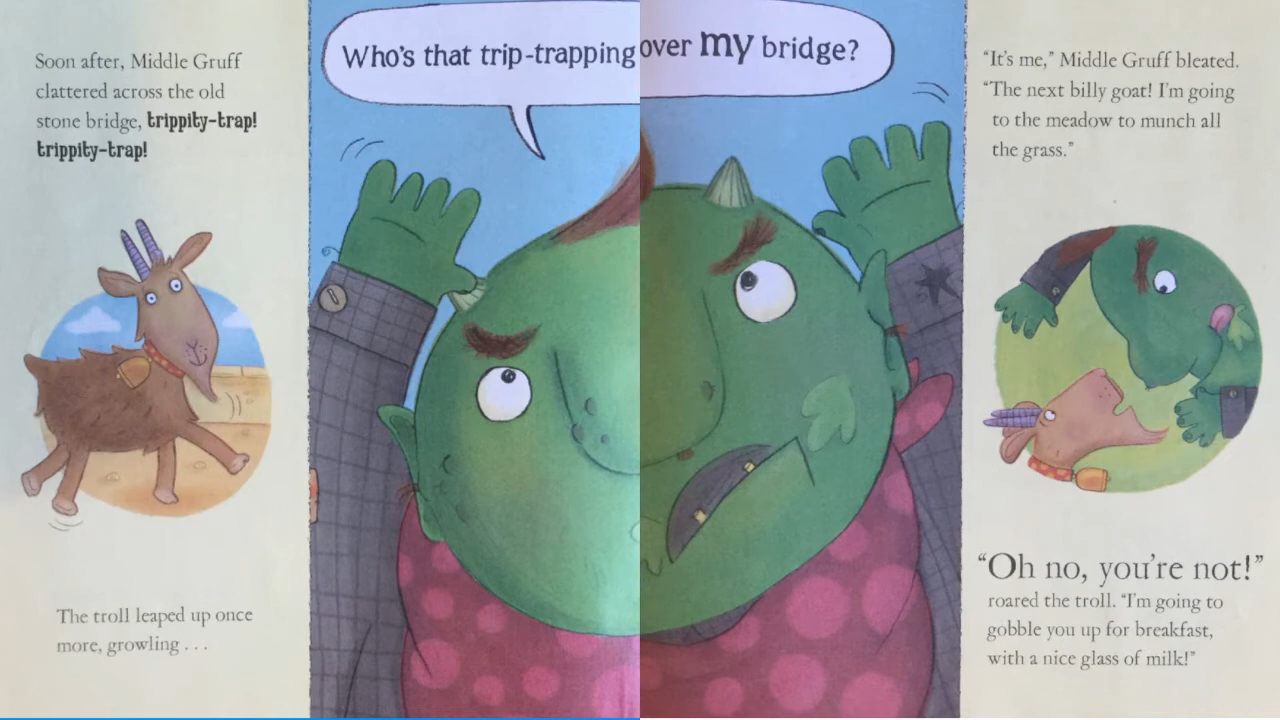 Soon after, Middle Gruff
clattered across the old
stone bridge, trippity-trap!
trippity-trap!
The troll leaped up once
more, growling . . .
Who's that trip-trapping over my bridge?
“It's me,” Middle Gruff bleated.
“The next billy goat! I'm going
to the meadow to munch all
the grass.”
“Oh no, you're not!”
roared the troll. “I'm going to
gobble you up for breakfast,
with a nice glass of milk!”